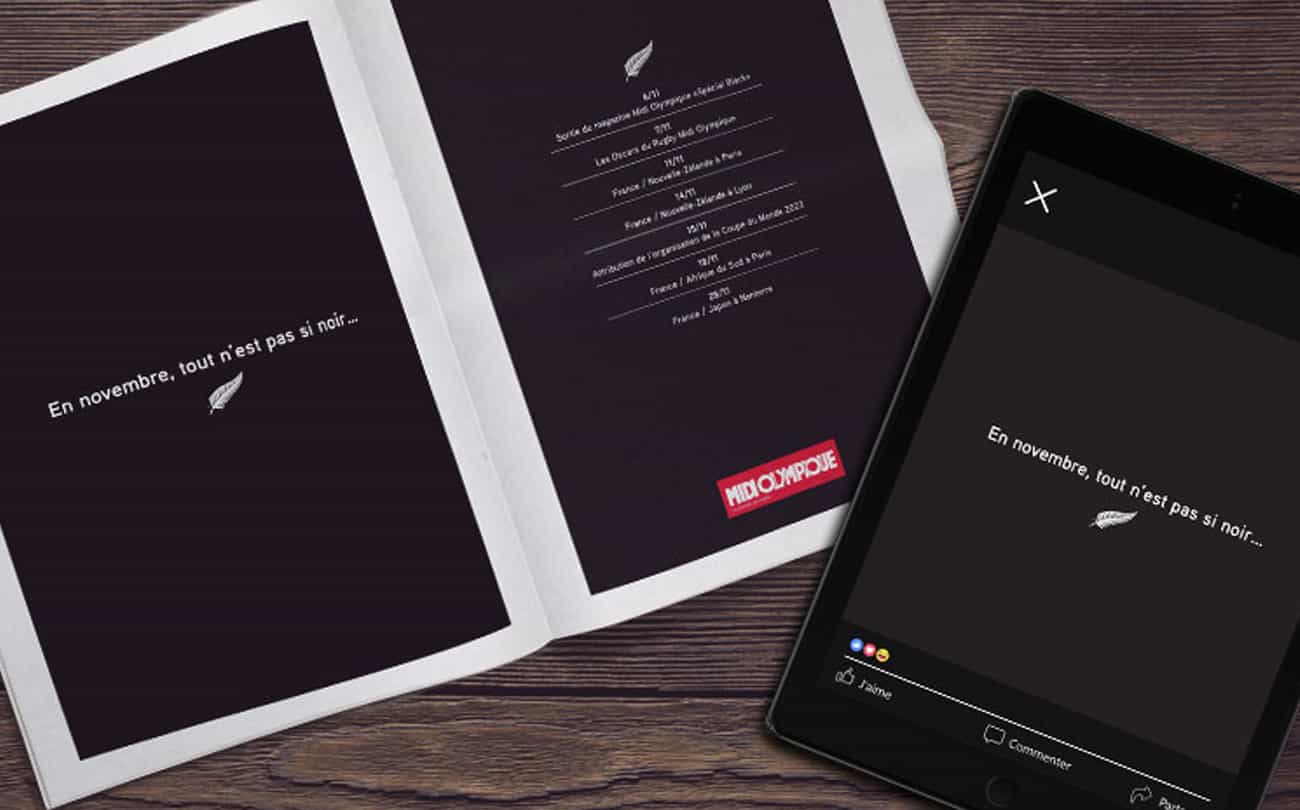 En novembre, tout n'est pas si noir...
6/11
Sortie du magazine Midi Olympique «Spécial Black»
7/11
Les Oscars du Rugby Midi Olympique
11/11
France / Nouvelle-Zélande à Paris
14/11
France / Nouvelle-Zélande à Lyon
15/11
Attribution de l'organisation de la Coupe du Monde 2023
18/11
France / Afrique du Sud à Paris
25/11
France / Japon à Nanterre
MIDI OLYMPIQUE
En novembre, tout n'est pas si noir...
J'aime
Commenter